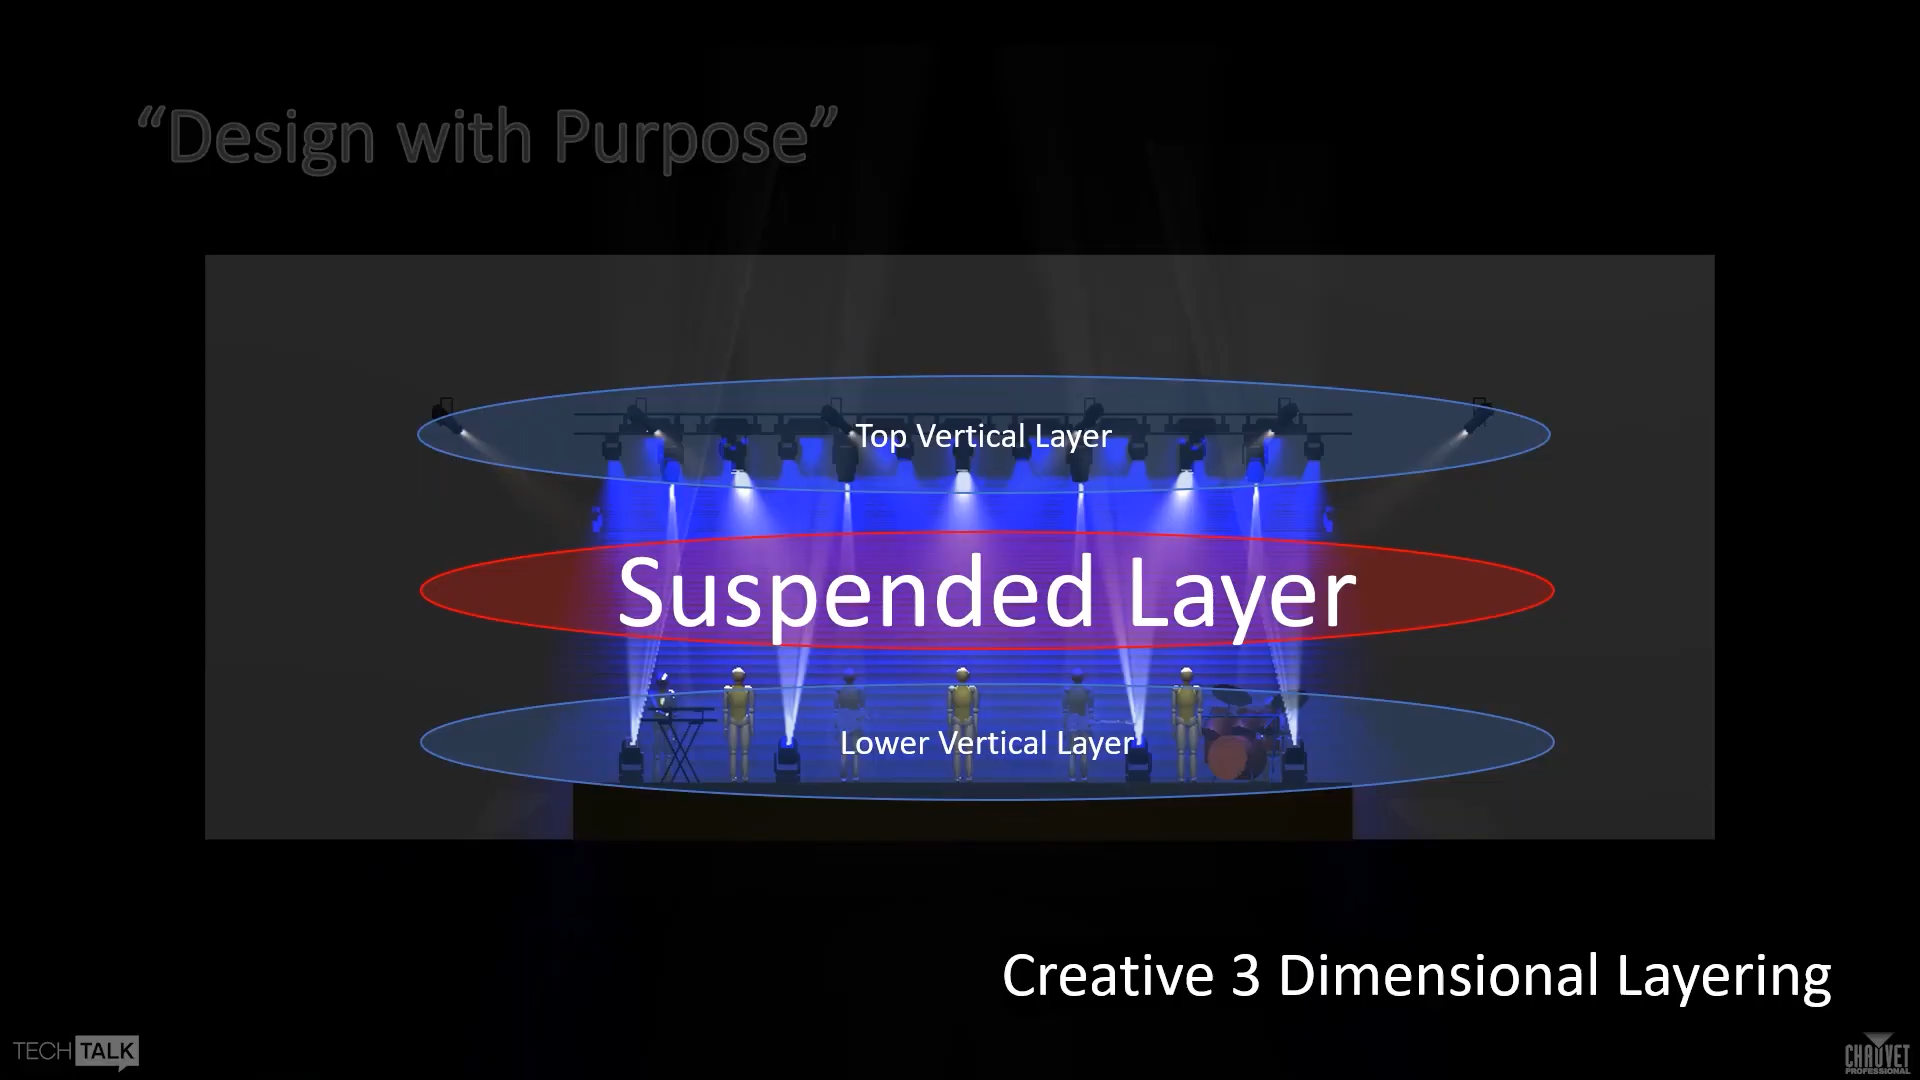 “Design with Purpose”
Top Vertical Layer
Suspended Layer
Lower Vertical Layer
Creative 3 Dimensional Layering
TECH TALK
CHAUVET
PROFESSIONAL